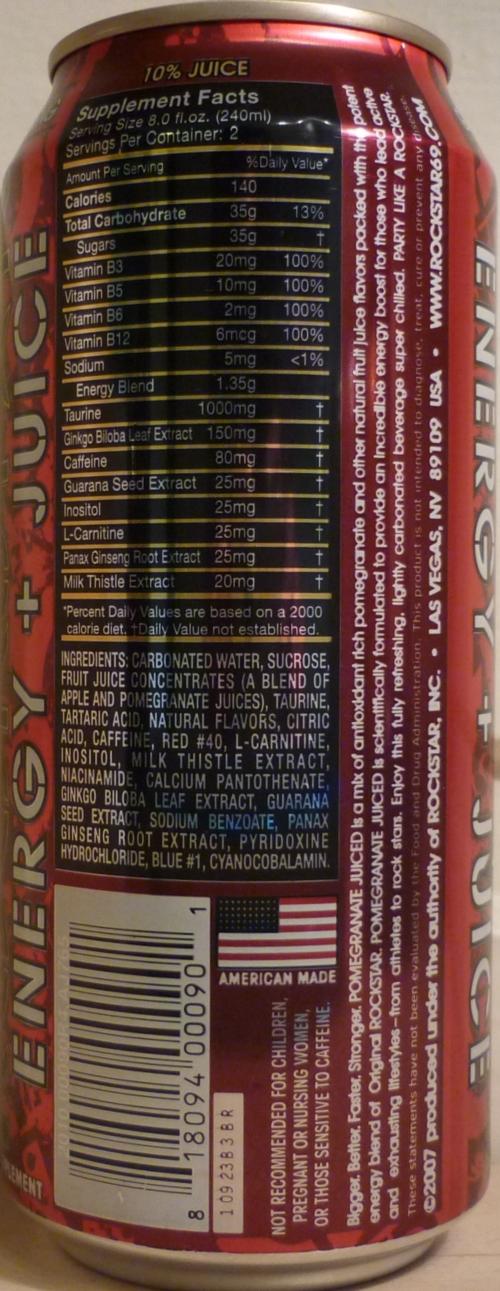 10% JUICE
Supplement Facts
Serving Size 8.0 fl.oz. (240ml)
Servings Per Container: 2
Amount Per Serving %Daily Value*
Calories 140
Total Carbohydrate 35g 13%
Sugars 35g †
Vitamin B3 20mg 100%
Vitamin B5 10mg 100%
Vitamin B6 2mg 100%
Vitamin B12 6mcg 100%
Sodium 5mg <1%
Energy Blend 1.35g
Taurine 1000mg †
Ginkgo Biloba Leaf Extract 150mg †
Caffeine 80mg †
Guarana Seed Extract 25mg †
Inositol 25mg †
L-Carnitine 25mg †
Panax Ginseng Root Extract 25mg †
Milk Thistle Extract 20mg †
*Percent Daily Values are based on a 2000
calorie diet. †Daily Value not established.
INGREDIENTS: CARBONATED WATER, SUCROSE,
FRUIT JUICE CONCENTRATES (A BLEND OF
APPLE AND POMEGRANATE JUICES), TAURINE,
TARTARIC ACID, NATURAL FLAVORS, CITRIC
ACID, CAFFEINE, RED #40, L-CARNITINE,
INOSITOL, MILK THISTLE EXTRACT,
NIACINAMIDE, CALCIUM PANTOTHENATE,
GINKGO BILOBA LEAF EXTRACT, GUARANA
SEED EXTRACT, SODIUM BENZOATE, PANAX
GINSENG ROOT EXTRACT, PYRIDOXINE
HYDROCHLORIDE, BLUE #1, CYANOCOBALAMIN.
AMERICAN MADE
8 18094 00090 1
10923B3BR
NOT RECOMMENDED FOR CHILDREN,
PREGNANT OR NURSING WOMEN,
OR THOSE SENSITIVE TO CAFFEINE.
Bigger. Better. Faster. Stronger. POMEGRANATE JUICED is a mix of antioxidant rich pomegranate and other natural fruit juice flavors packed with the potent
energy blend of Original ROCKSTAR. POMEGRANATE JUICED is scientifically formulated to provide an incredible energy boost for those who lead active
and exhausting lifestyles–from athletes to rock stars. Enjoy this fully refreshing, lightly carbonated beverage super chilled. PARTY LIKE A ROCKSTAR.
These statements have not been evaluated by the Food and Drug Administration. This product is not intended to diagnose, treat, cure or prevent any disease.
©2007 produced under the authority of ROCKSTAR, INC. • LAS VEGAS, NV 89109 USA • WWW.ROCKSTAR69.COM
ENERGY + JUICE
ENERGY + JUICE